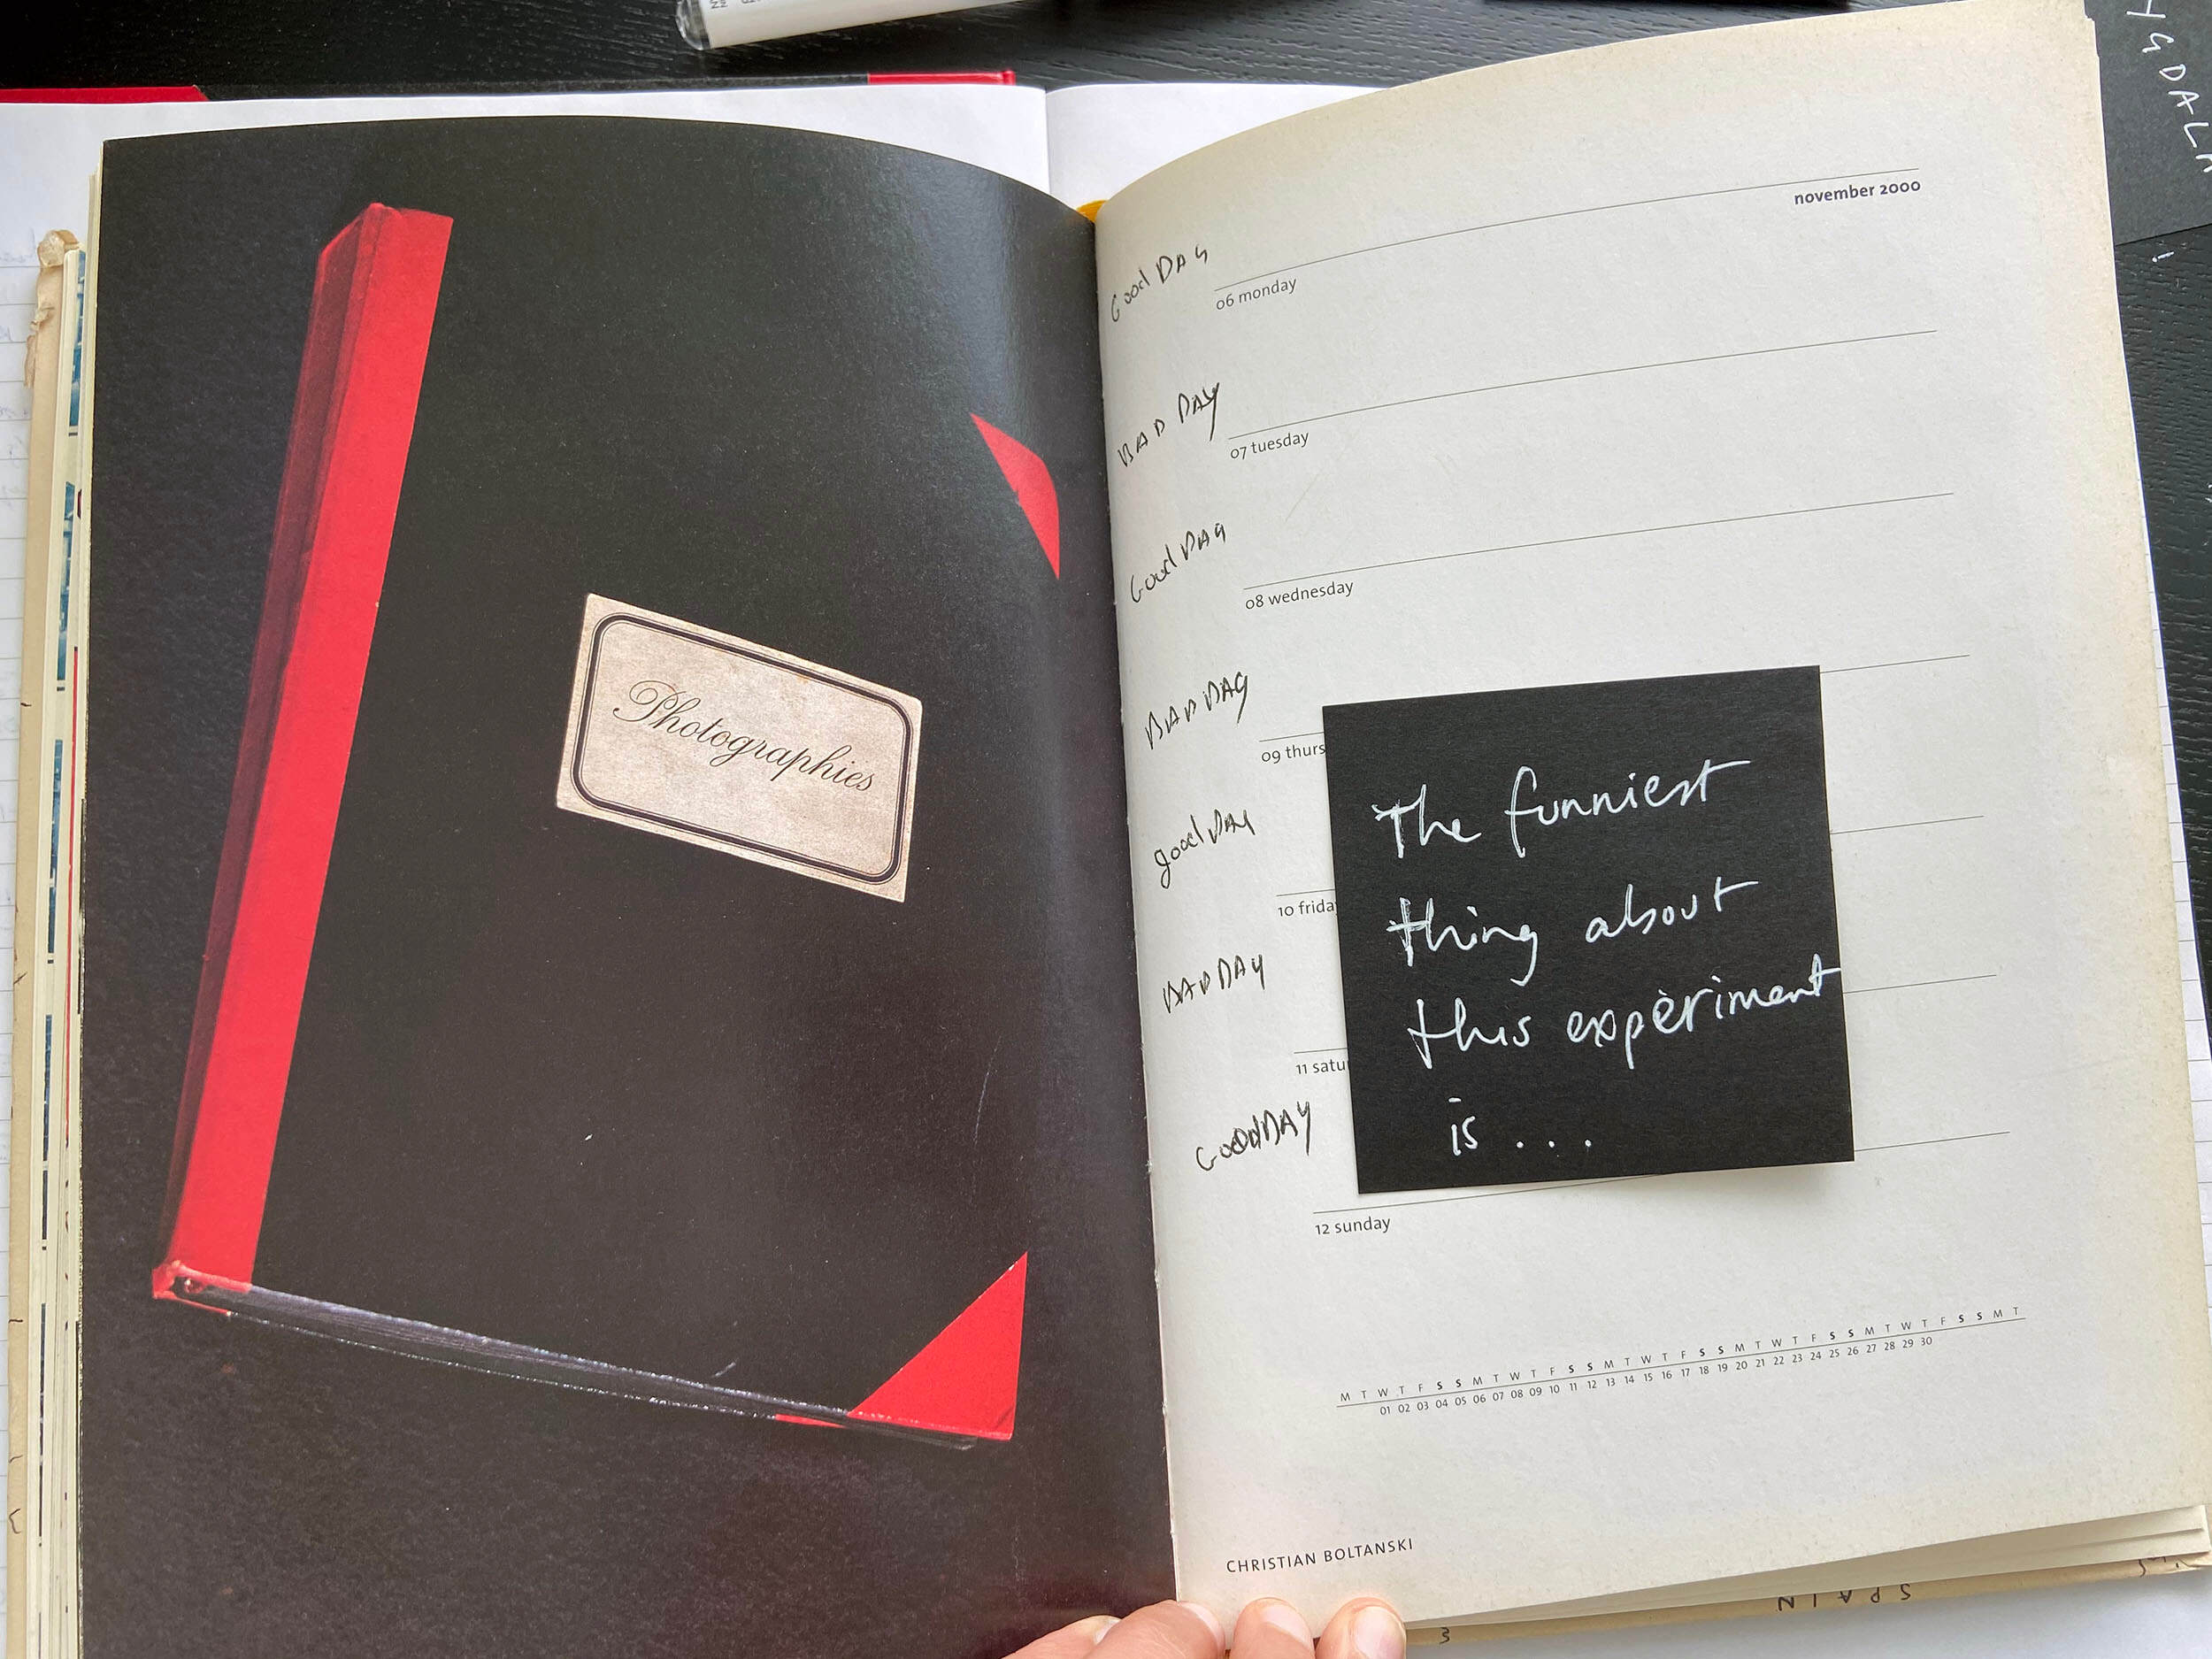 Photographies
november 2000
Good DAY
06 monday
BAD DAY
07 tuesday
Good DAY
08 wednesday
BAD DAY
09 thurs
good DAY
10 frida
BAD DAY
11 satu
GOOD DAY
12 sunday
The funniest
thing about
this expèriment
is...
M T W T F S S M T W T F S S M T W T F S S M T W T F S S M T W T F S S M T
01 02 03 04 05 06 07 08 09 10 11 12 13 14 15 16 17 18 19 20 21 22 23 24 25 26 27 28 29 30
CHRISTIAN BOLTANSKI
SPAIN